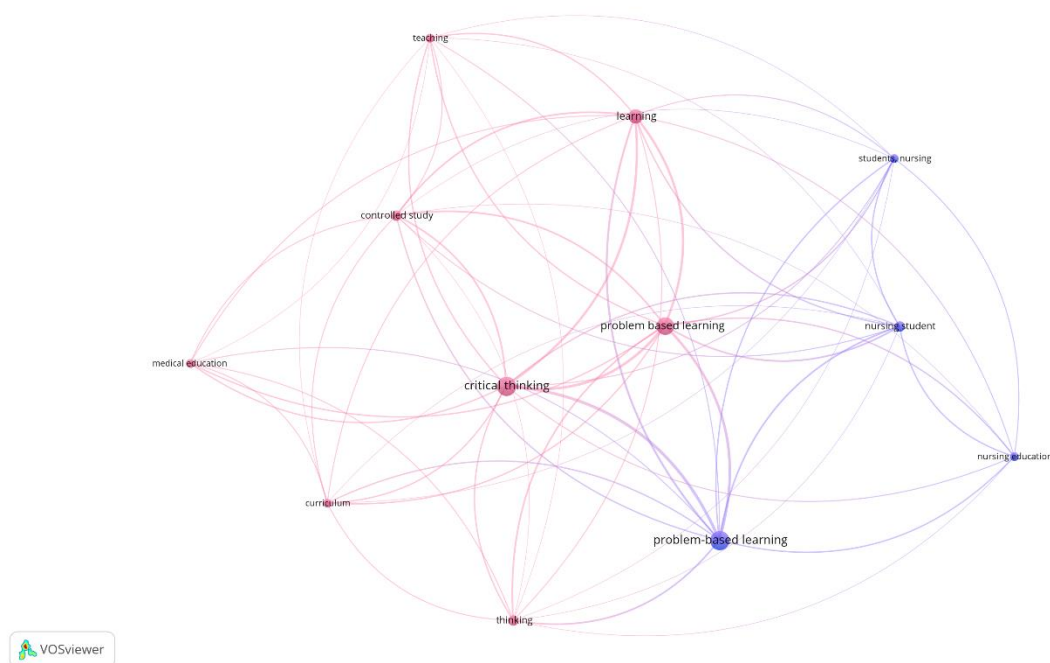 teaching
learning
students, nursing
controlled study
problem based learning
nursing student
medical education
critical thinking
nursing education
curriculum
problem-based learning
thinking
VOSviewer